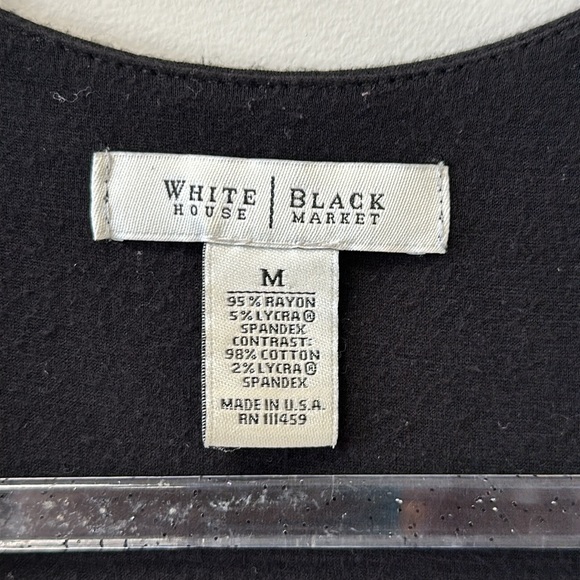 WHITE | BLACK
HOUSE | MARKET
M
95% RAYON
5% LYCRA®
SPANDEX
CONTRAST:
98% COTTON
2% LYCRA®
SPANDEX
MADE IN U.S.A.
RN 111459